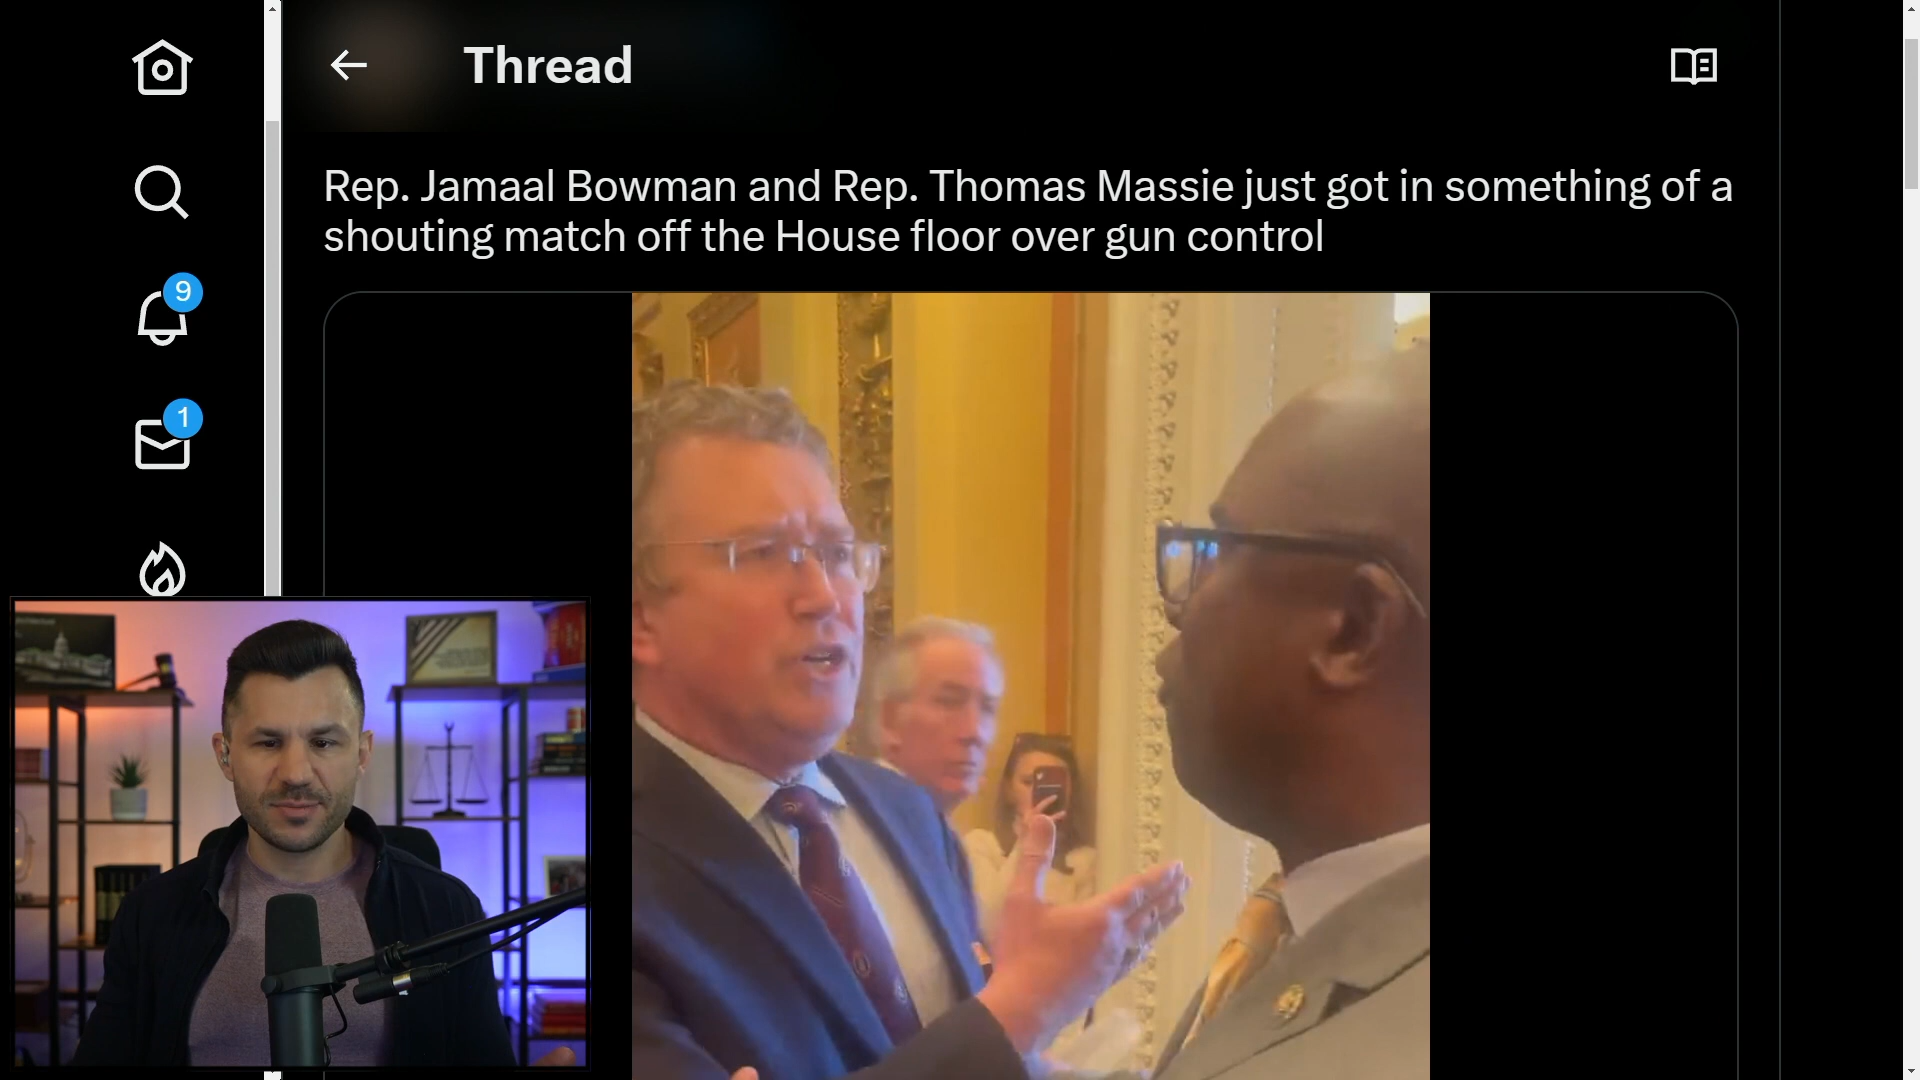 Thread
Rep. Jamaal Bowman and Rep. Thomas Massie just got in something of a
shouting match off the House floor over gun control
9
1